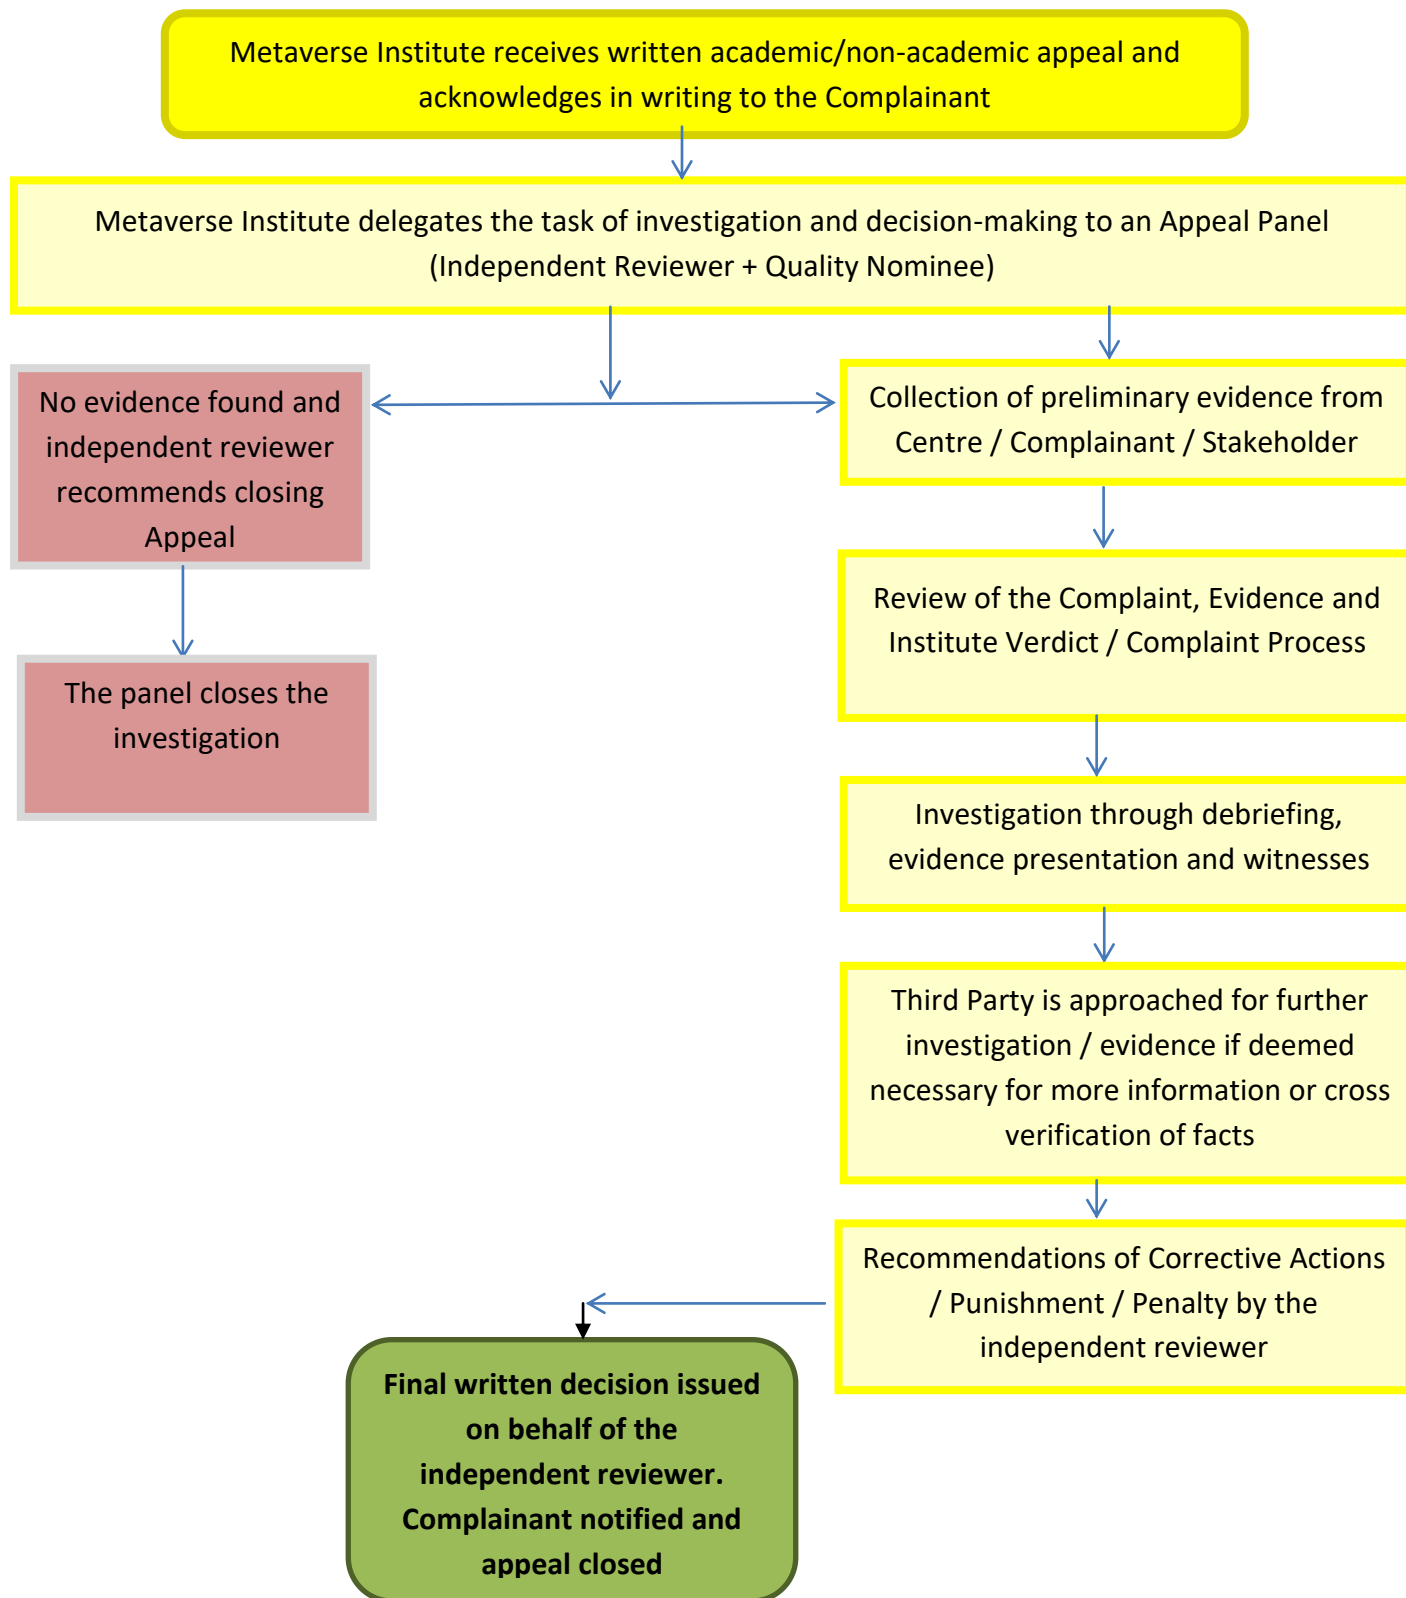 Metaverse Institute receives written academic/non-academic appeal and
acknowledges in writing to the Complainant
Metaverse Institute delegates the task of investigation and decision-making to an Appeal Panel
(Independent Reviewer + Quality Nominee)
No evidence found and
independent reviewer
recommends closing
Appeal
The panel closes the
investigation
Collection of preliminary evidence from
Centre / Complainant / Stakeholder
Review of the Complaint, Evidence and
Institute Verdict / Complaint Process
Investigation through debriefing,
evidence presentation and witnesses
Third Party is approached for further
investigation / evidence if deemed
necessary for more information or cross
verification of facts
Recommendations of Corrective Actions
/ Punishment / Penalty by the
independent reviewer
Final written decision issued
on behalf of the
independent reviewer.
Complainant notified and
appeal closed